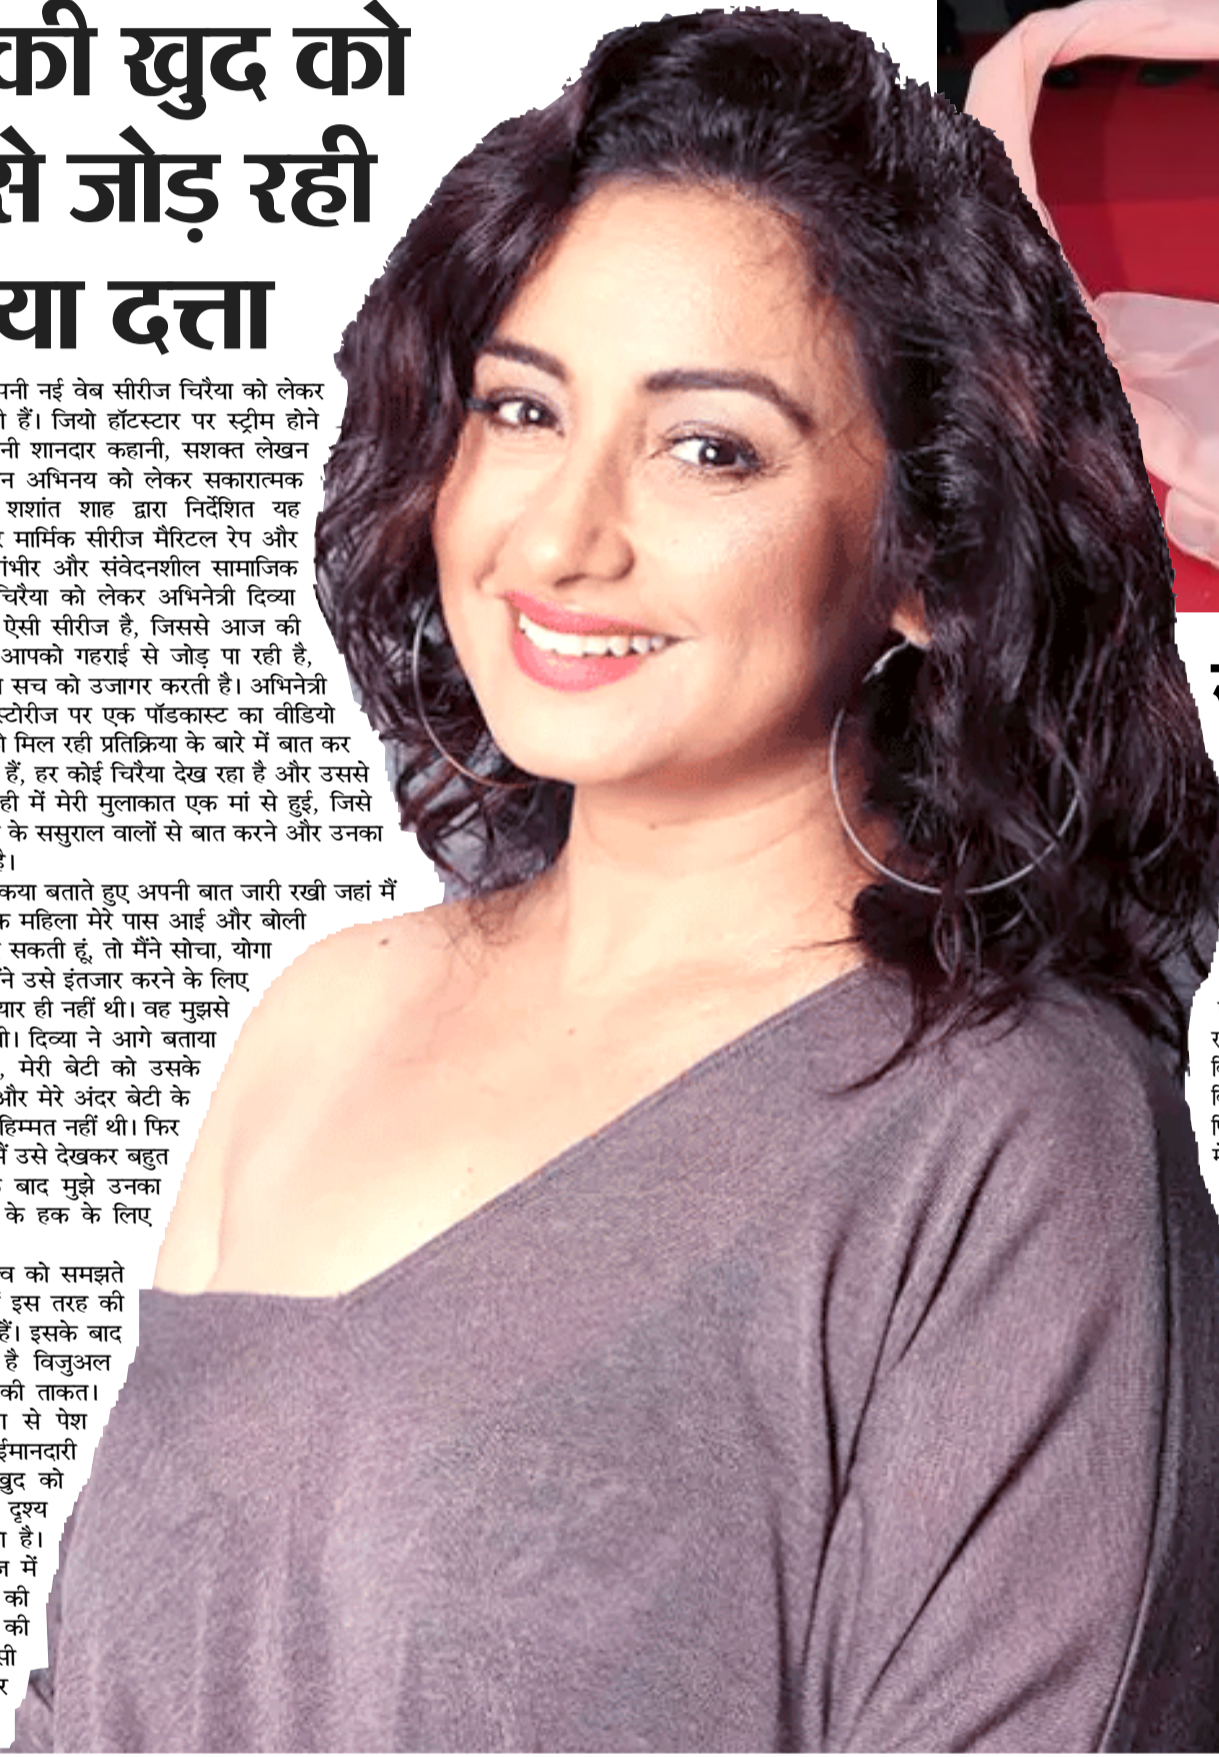 की खुद को
से जोड़ रही
या दत्ता
पनी नई वेब सीरीज चिरैया को लेकर
हैं। जियो हॉटस्टार पर स्ट्रीम होने
नी शानदार कहानी, सशक्त लेखन
न अभिनय को लेकर सकारात्मक
शशांत शाह द्वारा निर्देशित यह
र मार्मिक सीरीज मैरिटल रेप और
गंभीर और संवेदनशील सामाजिक
चिरैया को लेकर अभिनेत्री दिव्या
ऐसी सीरीज है, जिससे आज की
आपको गहराई से जोड़ पा रही है,
सच को उजागर करती है। अभिनेत्री
स्टोरीज पर एक पॉडकास्ट का वीडियो
मिल रही प्रतिक्रिया के बारे में बात कर
हैं, हर कोई चिरैया देख रहा है और उससे
ही में मेरी मुलाकात एक मां से हुई, जिसे
के ससुराल वालों से बात करने और उनका
है।
कया बताते हुए अपनी बात जारी रखी जहां मैं
क महिला मेरे पास आई और बोली
सकती हूं, तो मैंने सोचा, योगा
ने उसे इंतजार करने के लिए
यार ही नहीं थी। वह मुझसे
दिव्या ने आगे बताया
, मेरी बेटी को उसके
और मेरे अंदर बेटी के
हिम्मत नहीं थी। फिर
मैं उसे देखकर बहुत
बाद मुझे उनका
के हक के लिए
व को समझते
इस तरह की
हैं। इसके बाद
है विजुअल
की ताकत।
से पेश
ईमानदारी
खुद को
दृश्य
है।
में
की
की
सी
र